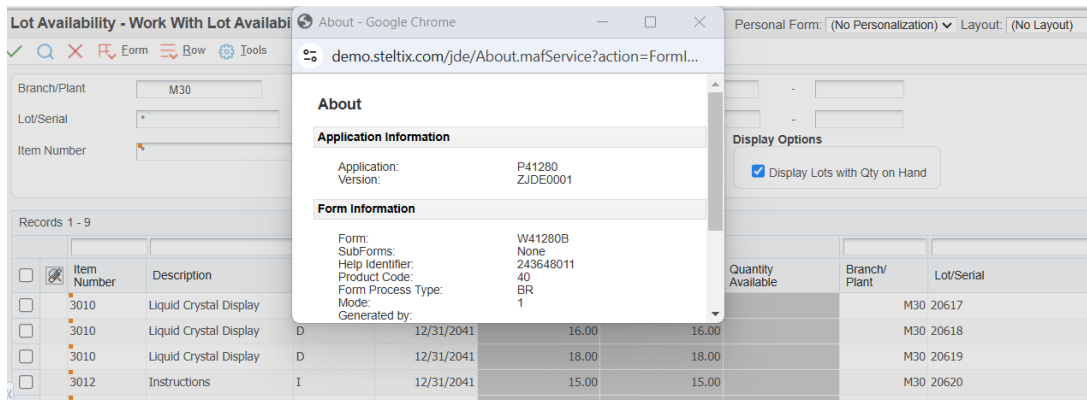 Lot Availability - Work With Lot Availabi
Personal Form: (No Personalization) Layout: (No Layout)
Form Row Tools
About - Google Chrome
demo.steltix.com/jde/About.mafService?action=FormI...
About
Application Information
Application: P41280
Version: ZJDE0001
Form Information
Form: W41280B
SubForms: None
Help Identifier: 243648011
Product Code: 40
Form Process Type: BR
Mode: 1
Generated by:
Branch/Plant M30
-
Lot/Serial *
-
Item Number *
Display Options
Display Lots with Qty on Hand
Records 1 - 9
Item Number Description Quantity Available Branch/ Plant Lot/Serial
3010 Liquid Crystal Display M30 20617
3010 Liquid Crystal Display D 12/31/2041 16.00 16.00 M30 20618
3010 Liquid Crystal Display D 12/31/2041 18.00 18.00 M30 20619
3012 Instructions I 12/31/2041 15.00 15.00 M30 20620